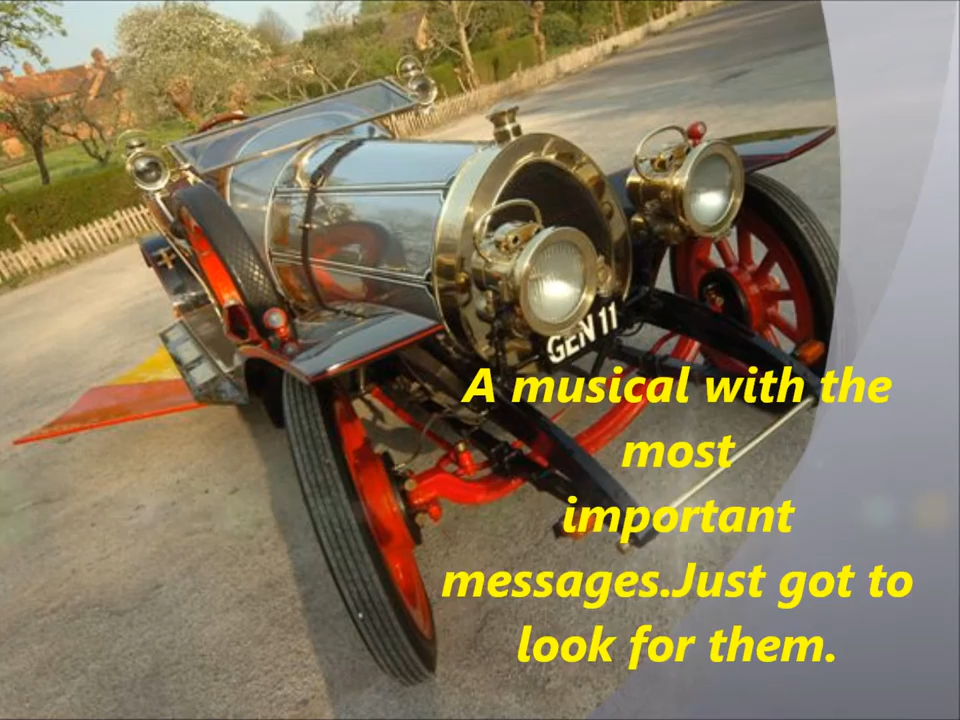 GEN 11
A musical with the
most
important
messages.Just got to
look for them.